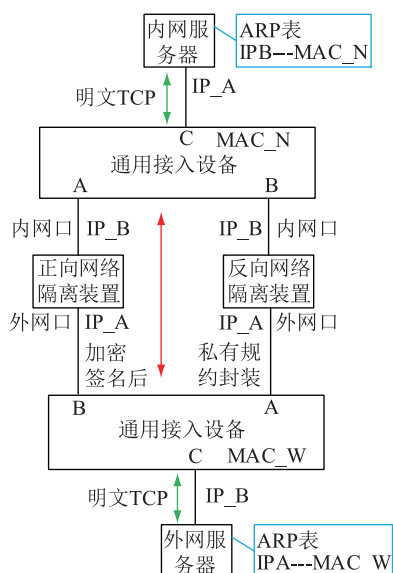 内网服
务器
ARP表
IPB---MAC_N
明文TCP
IP_A
C
MAC_N
通用接入设备
A
B
内网口
IP_B
IP_B
内网口
正向网络
隔离装置
反向网络
隔离装置
外网口
IP_A
IP_A
外网口
加密
签名后
私有规
约封装
B
A
通用接入设备
C
MAC_W
明文TCP
IP_B
外网服
务器
ARP表
IPA---MAC_W